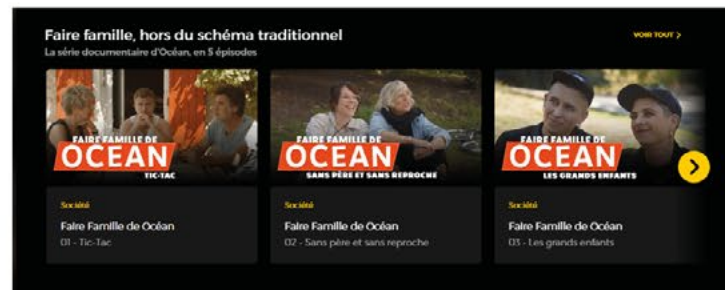 Faire famille, hors du schéma traditionnel
VOIR TOUT >
La série documentaire d'Océan, en 5 épisodes
FAIRE FAMILLE DE
OCÉAN
TIC-TAC
FAIRE FAMILLE DE
OCÉAN
SANS PÈRE ET SANS REPROCHE
FAIRE FAMILLE DE
OCÉAN
LES GRANDS ENFANTS
Société
Faire Famille de Océan
01 - Tic-Tac
Société
Faire Famille de Océan
02 - Sans père et sans reproche
Société
Faire Famille de Océan
03 - Les grands enfants